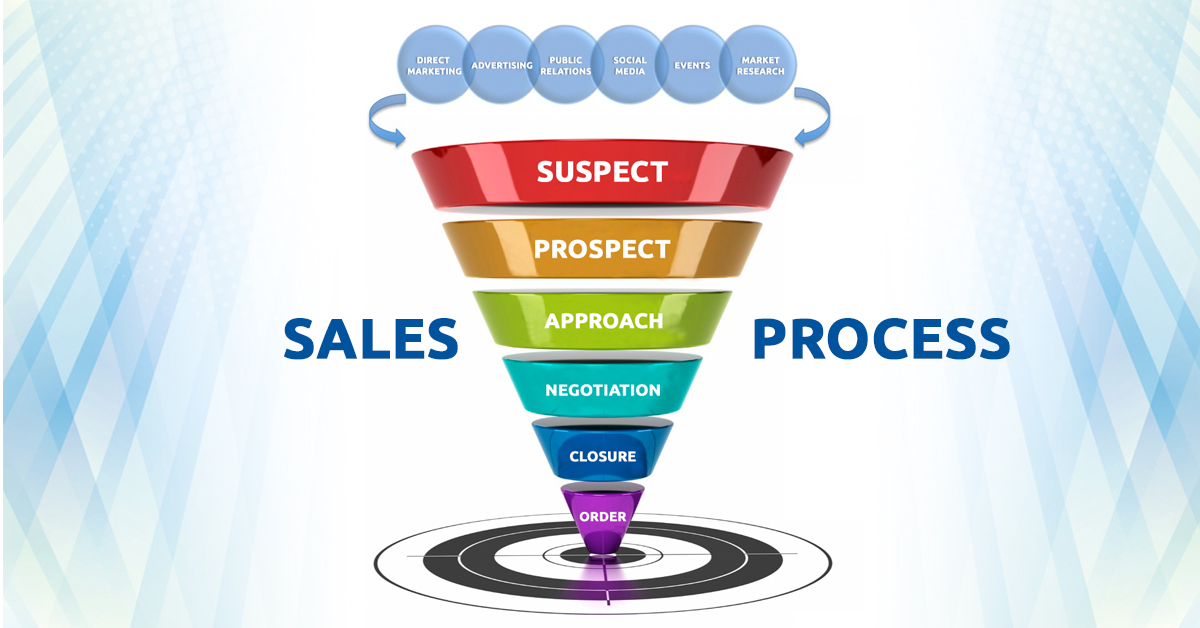 DIRECT
MARKETING
ADVERTISING
PUBLIC
RELATIONS
SOCIAL
MEDIA
EVENTS
MARKET
RESEARCH
SUSPECT
PROSPECT
APPROACH
SALES
PROCESS
NEGOTIATION
CLOSURE
ORDER